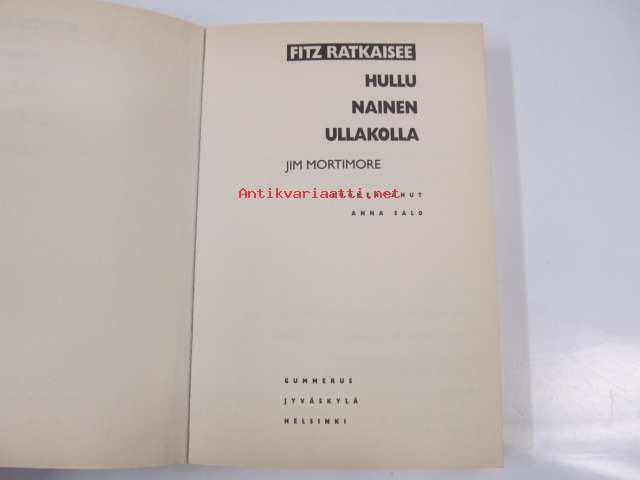 FITZ RATKAISEE
HULLU
NAINEN
ULLAKOLLA
JIM MORTIMORE
Antikvariaatti.net
ANNA SALO
GUMMERUS
JYVÄSKYLÄ
HELSINKI